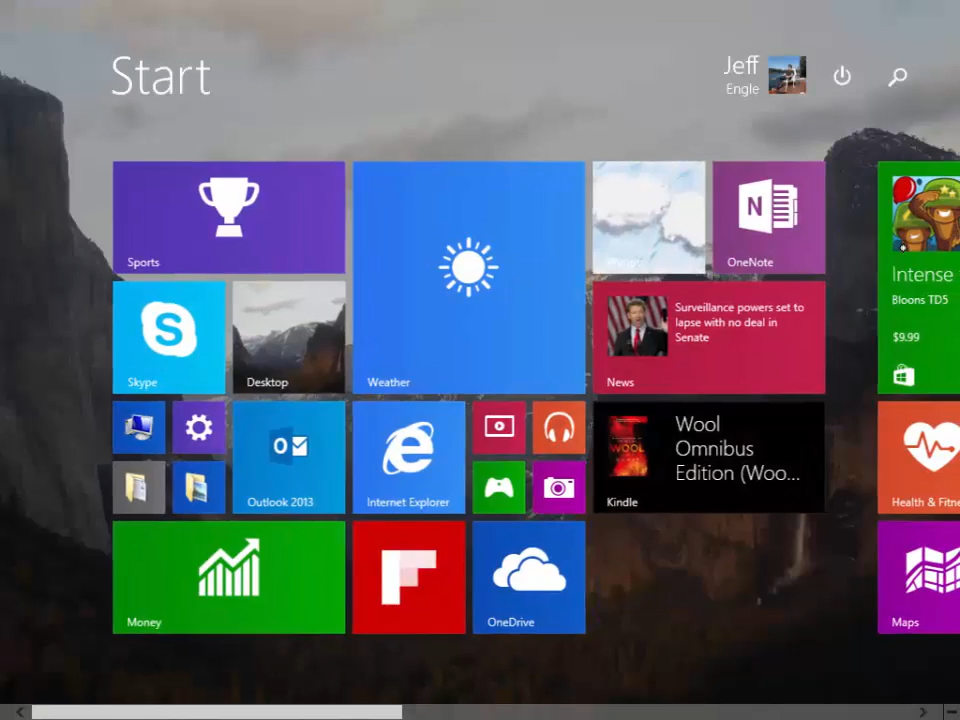 Start
Jeff
Engle
Sports
Weather
OneNote
Skype
S
Desktop
Surveillance powers set to
lapse with no deal in
Senate
News
Intense
Bloons TD5
$9.99
N
Outlook 2013
Internet Explorer
WOOL
Wool
Omnibus
Edition (Woo...
Kindle
Health & Fitne
Money
OneDrive
Maps